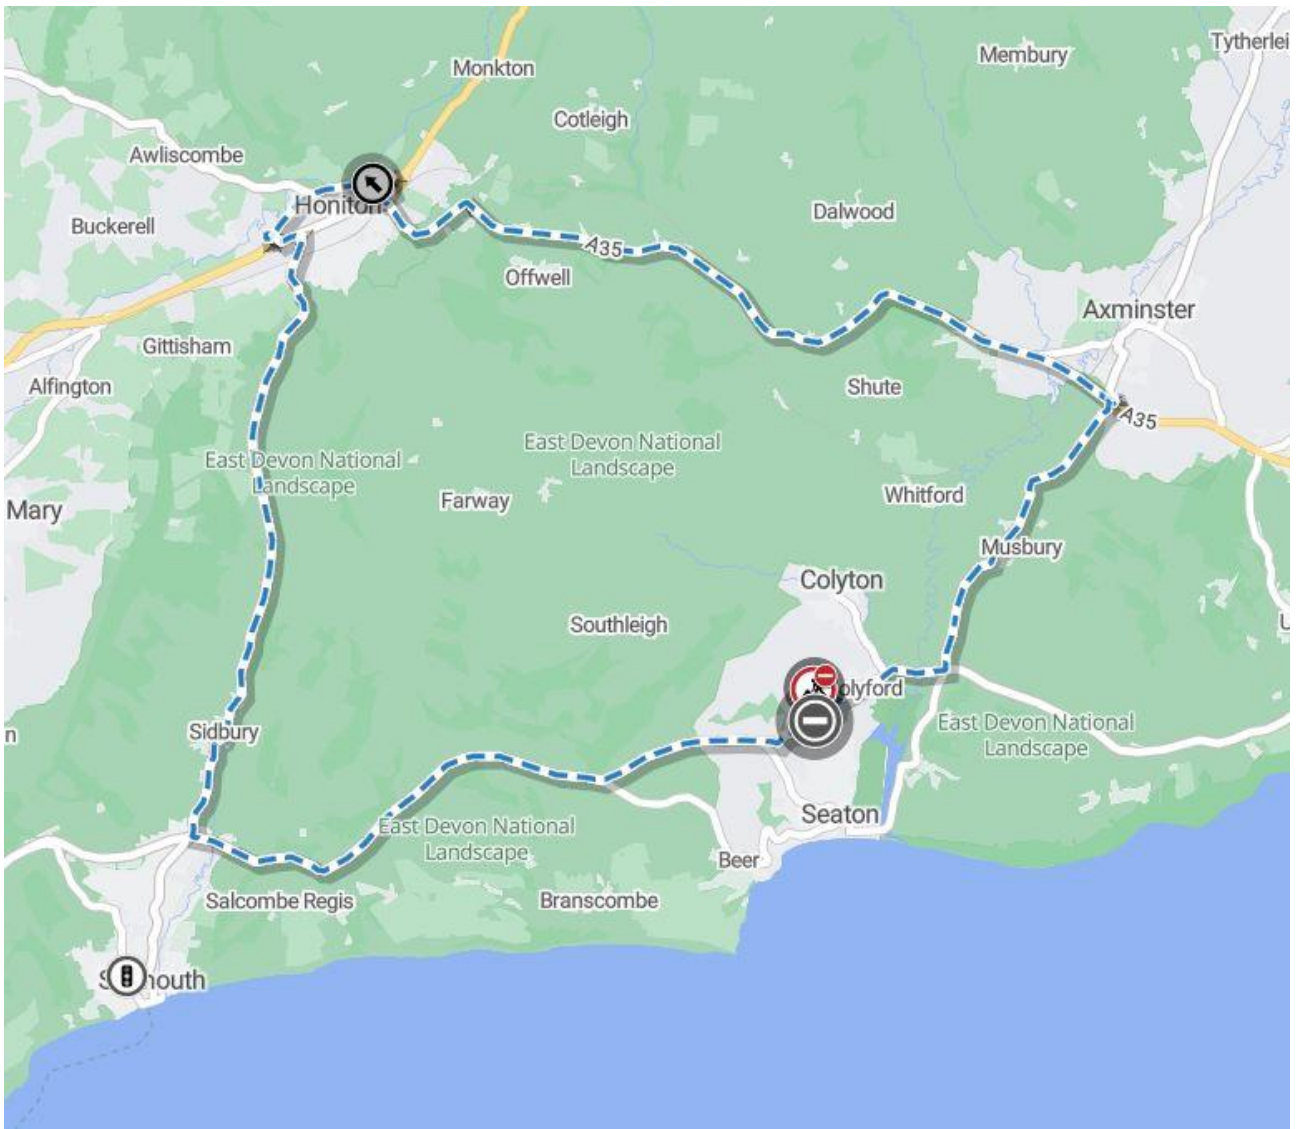 Tytherlei
Membury
Monkton
Cotleigh
Awliscombe
Honiton
Dalwood
Buckerell
A35
Offwell
Axminster
Gittisham
Alfington
Shute
A35
East Devon National
Landscape
East Devon National
Landscape
Whitford
Farway
Mary
Musbury
Colyton
Southleigh
U
olyford
East Devon National
Landscape
Sidbury
n
Seaton
East Devon National
Landscape
Beer
Salcombe Regis
Branscombe
S mouth